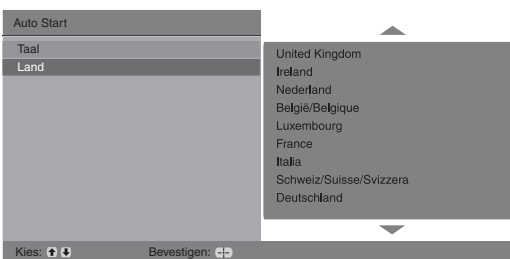 Auto Start
Taal
Land
United Kingdom
Ireland
Nederland
België/Belgique
Luxembourg
France
Italia
Schweiz/Suisse/Svizzera
Deutschland
Kies: Bevestigen: